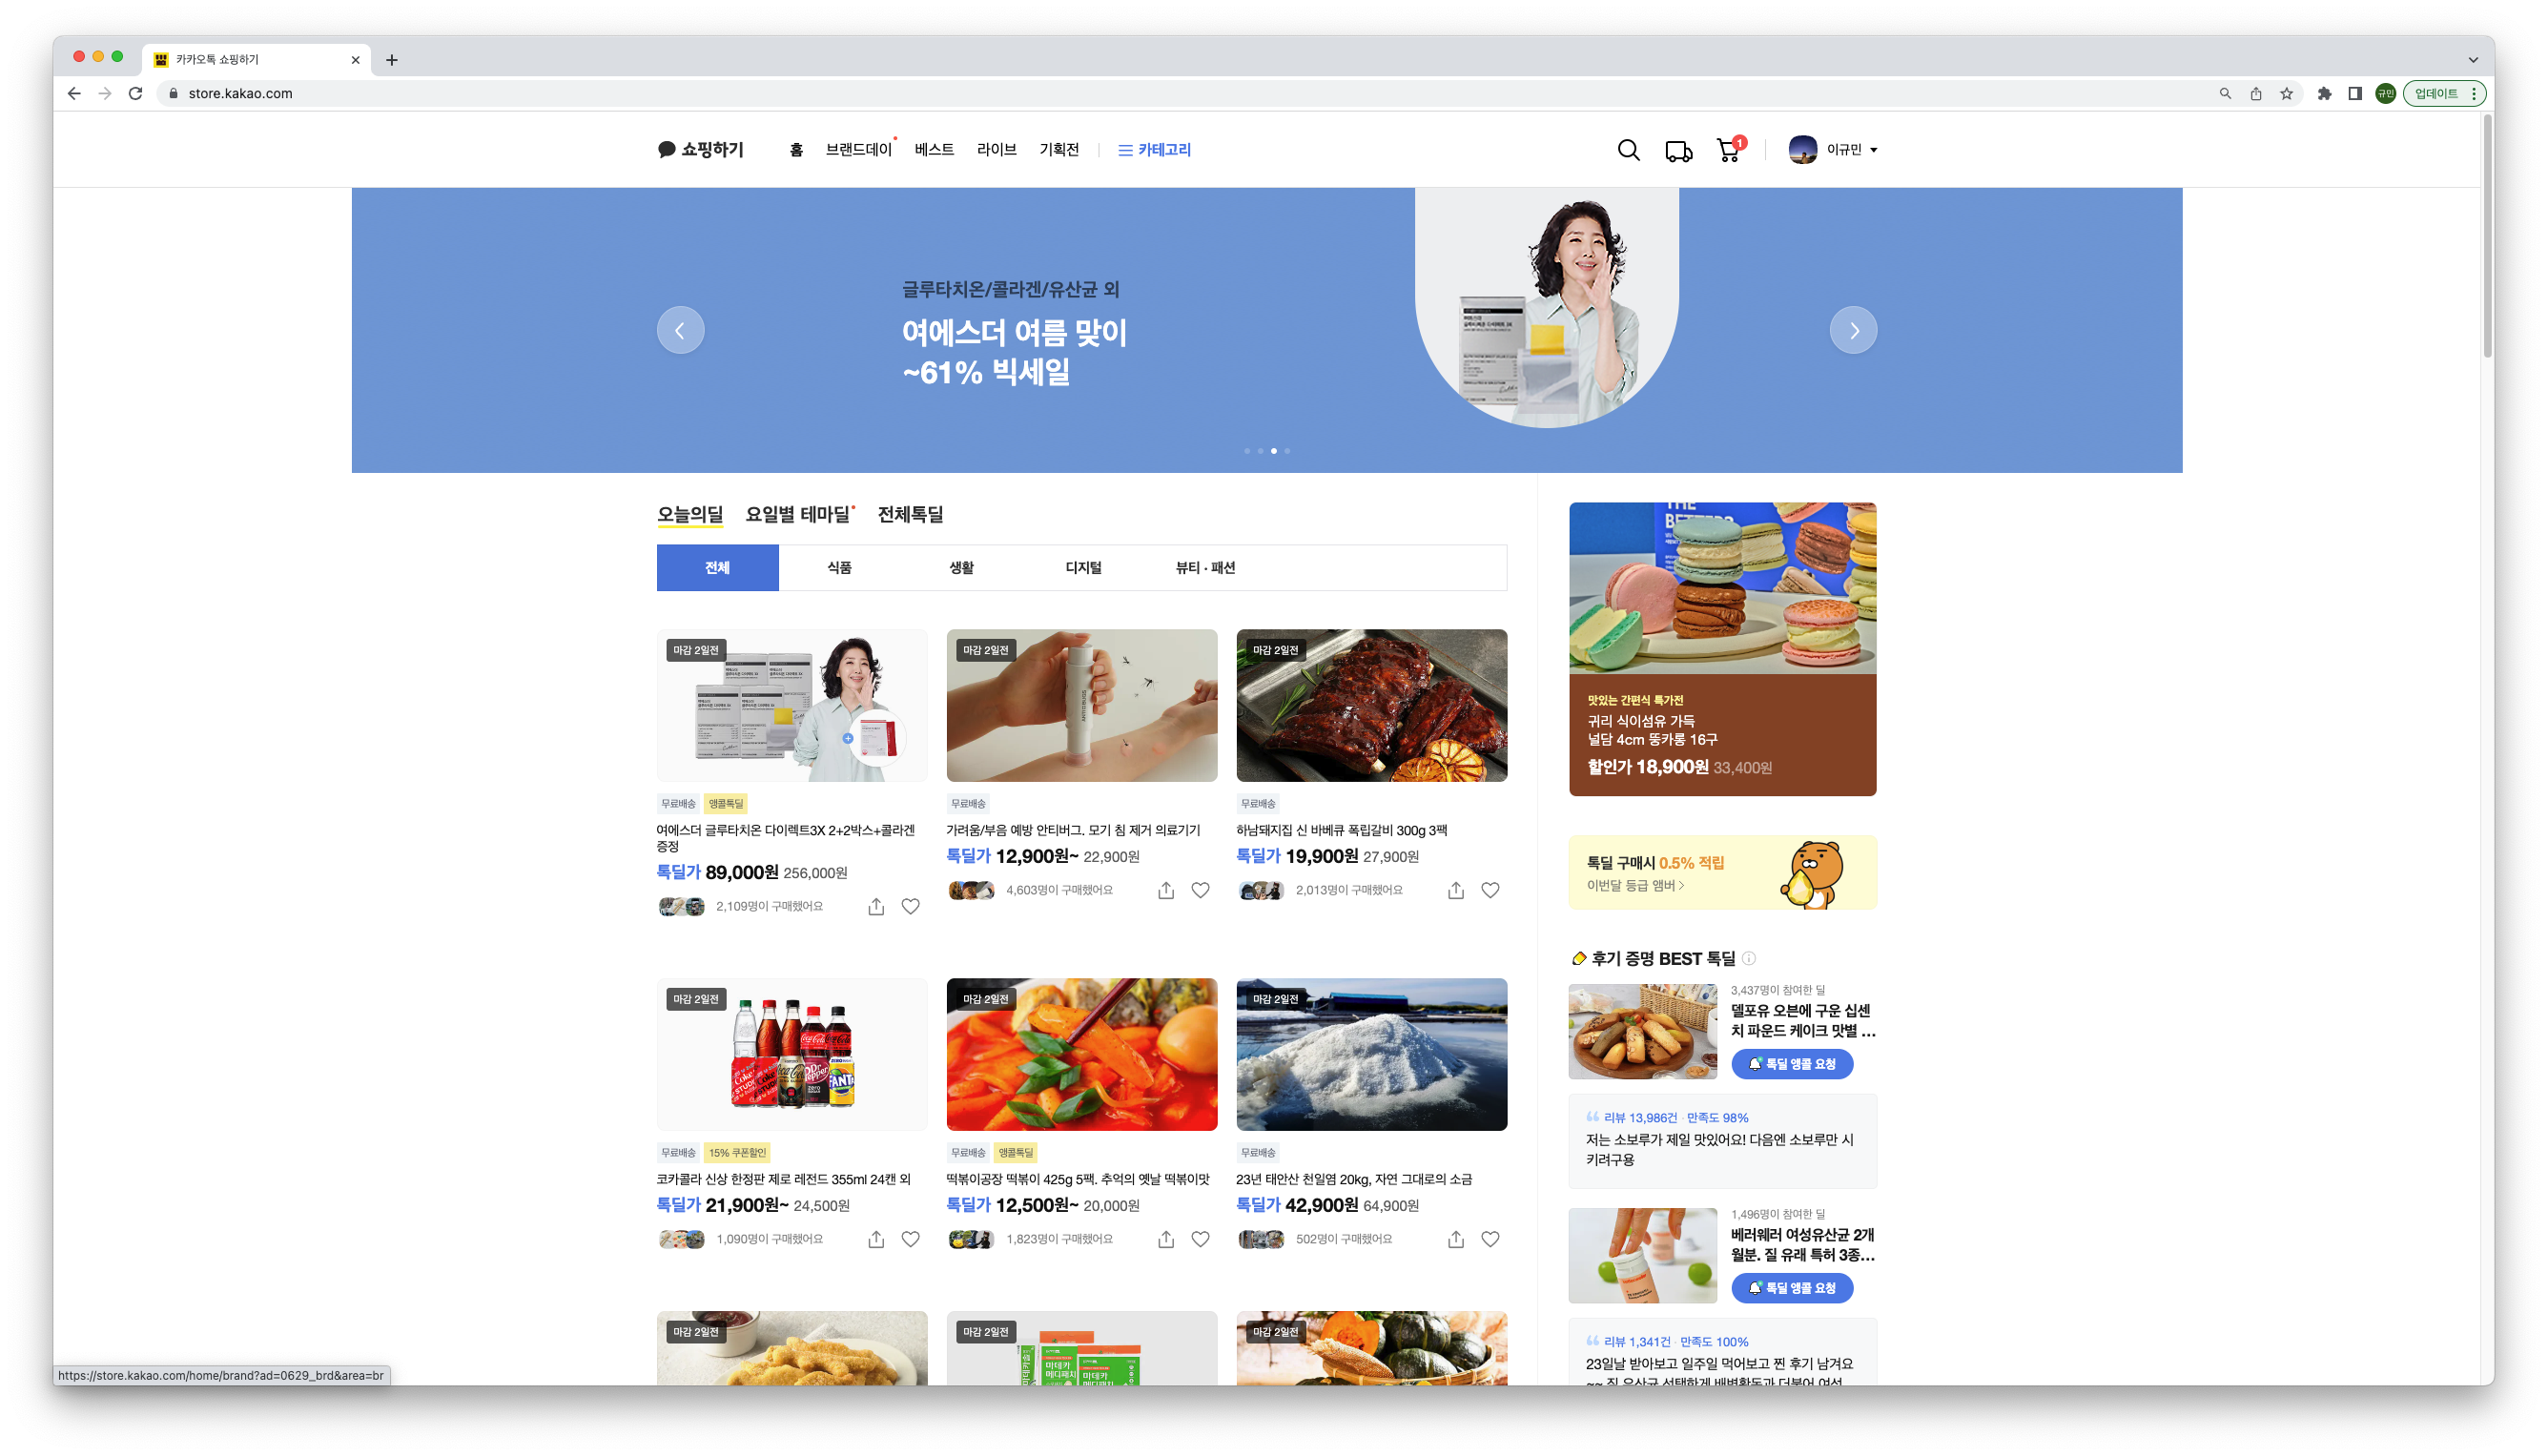 카카오톡 쇼핑하기
store.kakao.com
규민
업데이트
쇼핑하기
홈
브랜드데이
베스트
라이브
기획전
카테고리
1
이규민
글루타치온/콜라겐/유산균 외
여에스더 여름 맞이
~61% 빅세일
오늘의딜
요일별 테마딜
전체톡딜
전체
식품
생활
디지털
뷰티 · 패션
마감 2일전
무료배송 앵콜톡딜
여에스더 글루타치온 다이렉트3X 2+2박스+콜라겐
증정
톡딜가 89,000원 256,000원
2,109명이 구매했어요
마감 2일전
무료배송
가려움/부음 예방 안티버그. 모기 침 제거 의료기기
톡딜가 12,900원~ 22,900원
4,603명이 구매했어요
마감 2일전
무료배송
하남돼지집 신 바베큐 폭립갈비 300g 3팩
톡딜가 19,900원 27,900원
2,013명이 구매했어요
마감 2일전
무료배송 15% 쿠폰할인
코카콜라 신상 한정판 제로 레전드 355ml 24캔 외
톡딜가 21,900원~ 24,500원
1,090명이 구매했어요
마감 2일전
무료배송 앵콜톡딜
떡볶이공장 떡볶이 425g 5팩. 추억의 옛날 떡볶이맛
톡딜가 12,500원~ 20,000원
1,823명이 구매했어요
마감 2일전
무료배송
23년 태안산 천일염 20kg, 자연 그대로의 소금
톡딜가 42,900원 64,900원
502명이 구매했어요
마감 2일전
마감 2일전
마데카
메디패치
마데카
메디패치
마감 2일전
THE
맛있는 간편식 특가전
귀리 식이섬유 가득
널담 4cm 뚱카롱 16구
할인가 18,900원 33,400원
톡딜 구매시 0.5% 적립
이번달 등급 앰버
후기 증명 BEST 톡딜
3,437명이 참여한 딜
델포유 오븐에 구운 십센
치 파운드 케이크 맛별 ...
톡딜 앵콜 요청
리뷰 13,986건 · 만족도 98%
저는 소보루가 제일 맛있어요! 다음엔 소보루만 시
키려구용
1,496명이 참여한 딜
베러웨러 여성유산균 2개
월분. 질 유래 특허 3종...
톡딜 앵콜 요청
리뷰 1,341건 · 만족도 100%
23일날 받아보고 일주일 먹어보고 찐 후기 남겨요
https://store.kakao.com/home/brand?ad=0629_brd&area=br